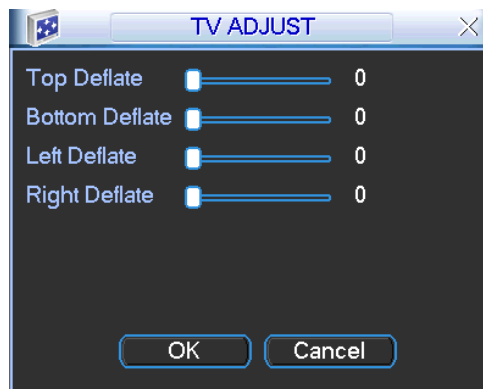 TV ADJUST
Top Deflate 0
Bottom Deflate 0
Left Deflate 0
Right Deflate 0
OK Cancel